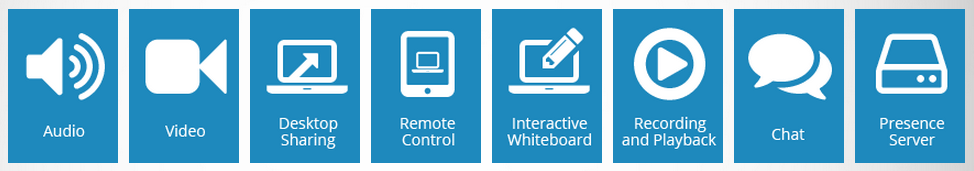 Audio
Video
Desktop
Sharing
Remote
Control
Interactive
Whiteboard
Recording
and Playback
Chat
Presence
Server